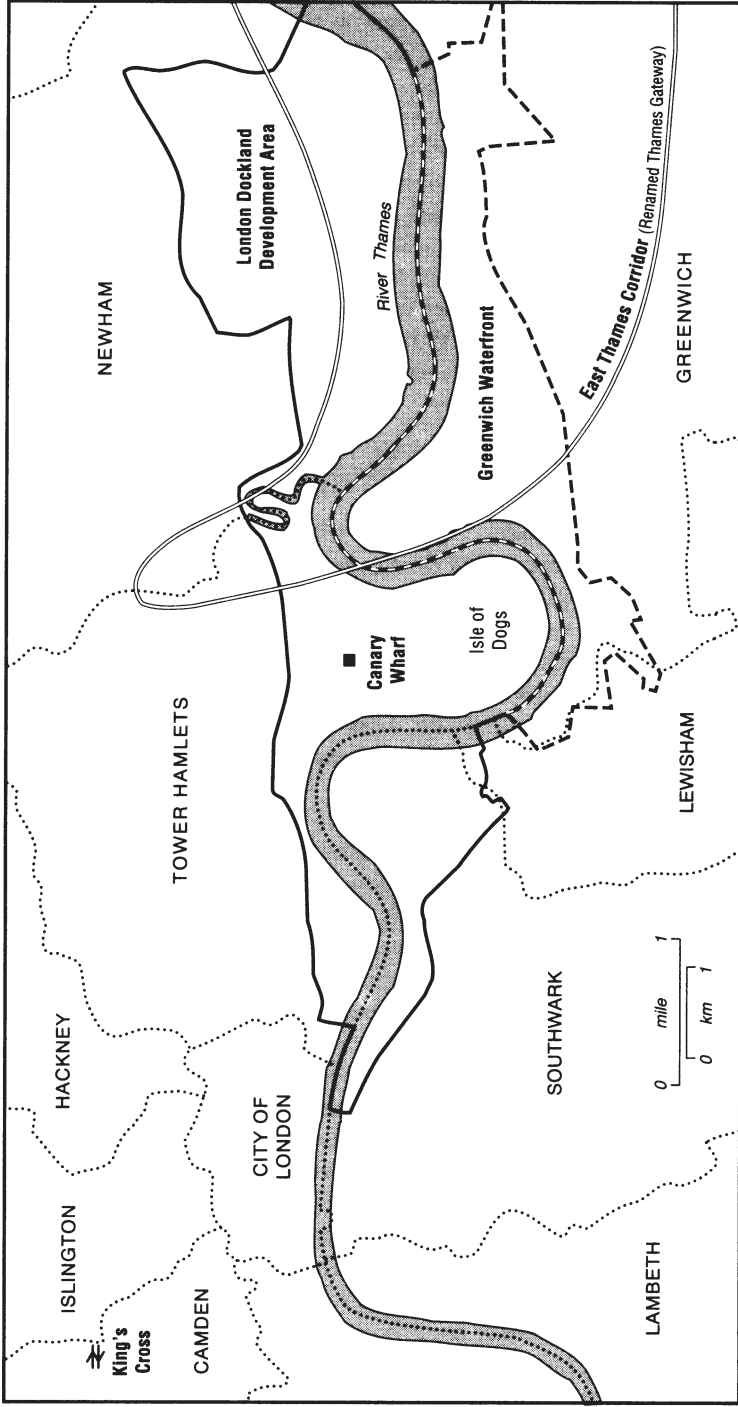 ISLINGTON
HACKNEY
NEWHAM
King's
Cross
CAMDEN
TOWER HAMLETS
CITY OF
LONDON
London Dockland
Development Area
Canary
Wharf
River Thames
Isle of
Dogs
Greenwich Waterfront
East Thames Corridor (Renamed Thames Gateway)
LAMBETH
SOUTHWARK
LEWISHAM
GREENWICH
0 mile 1
0 km 1